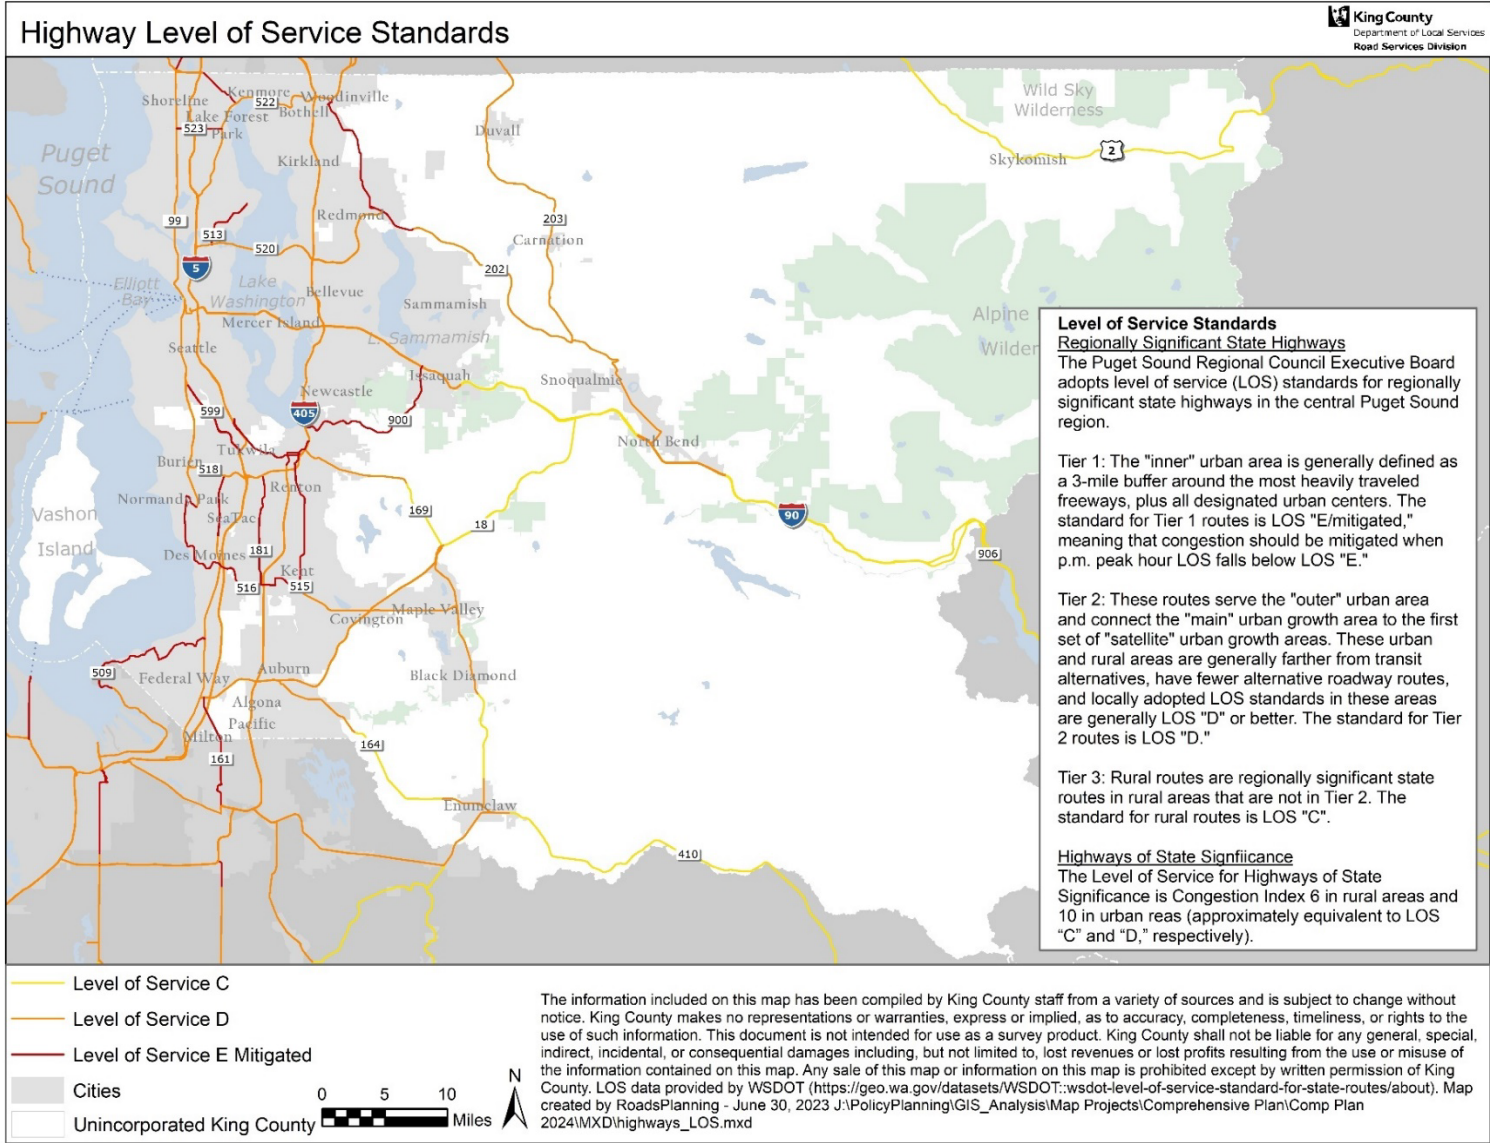 Highway Level of Service Standards
King County
Department of Local Services
Road Services Division
Shoreline
Kenmore
Woodinville
522
Bothell
Lake Forest
Park
523
Duvall
Wild Sky
Wilderness
Puget
Sound
Kirkland
Skykomish
2
99
513
Redmond
203
Carnation
520
5
202
Elliott
Bay
Lake
Washington
Bellevue
Sammamish
Mercer Island
L. Sammamish
Seattle
Alpine
Wilder
Issaquah
Snoqualmie
Newcastle
599
405
900
Tukwila
North Bend
Burien
518
Renton
Normandy Park
SeaTac
169
18
90
Vashon
Island
Des Moines
181
906
Kent
516
515
Covington
Maple Valley
509
Federal Way
Auburn
Black Diamond
Algona
Pacific
Milton
164
161
Enumclaw
410
Level of Service Standards
Regionally Significant State Highways
The Puget Sound Regional Council Executive Board
adopts level of service (LOS) standards for regionally
significant state highways in the central Puget Sound
region.
Tier 1: The "inner" urban area is generally defined as
a 3-mile buffer around the most heavily traveled
freeways, plus all designated urban centers. The
standard for Tier 1 routes is LOS "E/mitigated,"
meaning that congestion should be mitigated when
p.m. peak hour LOS falls below LOS "E."
Tier 2: These routes serve the "outer" urban area
and connect the "main" urban growth area to the first
set of "satellite" urban growth areas. These urban
and rural areas are generally farther from transit
alternatives, have fewer alternative roadway routes,
and locally adopted LOS standards in these areas
are generally LOS "D" or better. The standard for Tier
2 routes is LOS "D."
Tier 3: Rural routes are regionally significant state
routes in rural areas that are not in Tier 2. The
standard for rural routes is LOS "C".
Highways of State Signfiicance
The Level of Service for Highways of State
Significance is Congestion Index 6 in rural areas and
10 in urban reas (approximately equivalent to LOS
“C” and “D,” respectively).
Level of Service C
Level of Service D
Level of Service E Mitigated
Cities
Unincorporated King County
0 5 10
Miles
N
The information included on this map has been compiled by King County staff from a variety of sources and is subject to change without
notice. King County makes no representations or warranties, express or implied, as to accuracy, completeness, timeliness, or rights to the
use of such information. This document is not intended for use as a survey product. King County shall not be liable for any general, special,
indirect, incidental, or consequential damages including, but not limited to, lost revenues or lost profits resulting from the use or misuse of
the information contained on this map. Any sale of this map or information on this map is prohibited except by written permission of King
County. LOS data provided by WSDOT (https://geo.wa.gov/datasets/WSDOT::wsdot-level-of-service-standard-for-state-routes/about). Map
created by RoadsPlanning - June 30, 2023 J:\PolicyPlanning\GIS_Analysis\Map Projects\Comprehensive Plan\Comp Plan
2024\MXD\highways_LOS.mxd